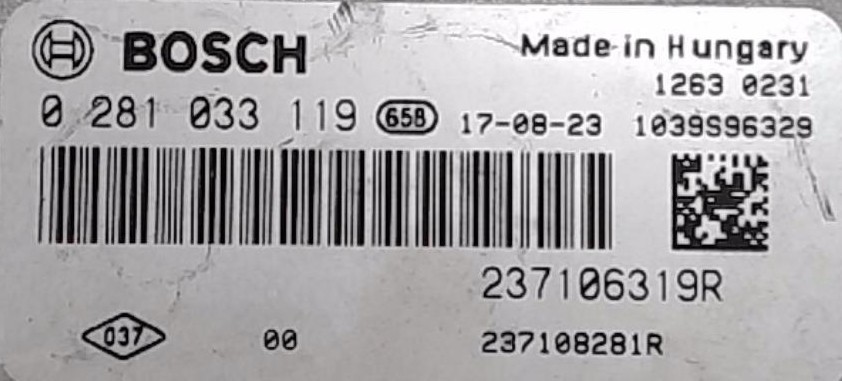 BOSCH
Made in Hungary
1263 0231
0 281 033 119 658 17-08-23 1039S96329
237106319R
037 00 237108281R